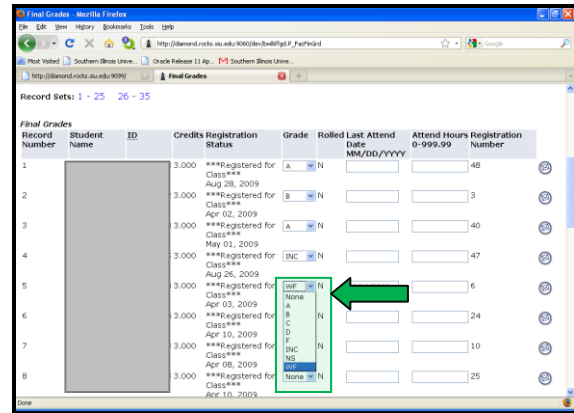 Final Grades - Mozilla Firefox
File Edit View History Bookmarks Tools Help
http://diamond.rocks.siu.edu:9060/dev/bwlkffgd.P_FacFinGrd
Google
Most Visited Southern Illinois Unive... Oracle Release 11 Ap... Southern Illinois Unive...
http://diamond.rocks.siu.edu:9099/ Final Grades
Record Sets: 1 - 25 26 - 35
Final Grades
Record Number Student Name ID Credits Registration Status Grade Rolled Last Attend Date MM/DD/YYYY Attend Hours 0-999.99 Registration Number
1 3.000 ***Registered for Class*** Aug 28, 2009 A N 48
2 3.000 ***Registered for Class*** Apr 02, 2009 B N 3
3 3.000 ***Registered for Class*** May 01, 2009 A N 40
4 3.000 ***Registered for Class*** Aug 26, 2009 INC N 47
5 3.000 ***Registered for Class*** Apr 03, 2009 WF N 6
None
A
B
C
D
F
INC
NS
WF
6 3.000 ***Registered for Class*** Apr 10, 2009 N 24
7 3.000 ***Registered for Class*** Apr 08, 2009 N 10
8 3.000 ***Registered for Class*** Apr 10, 2009 None N 25
Done